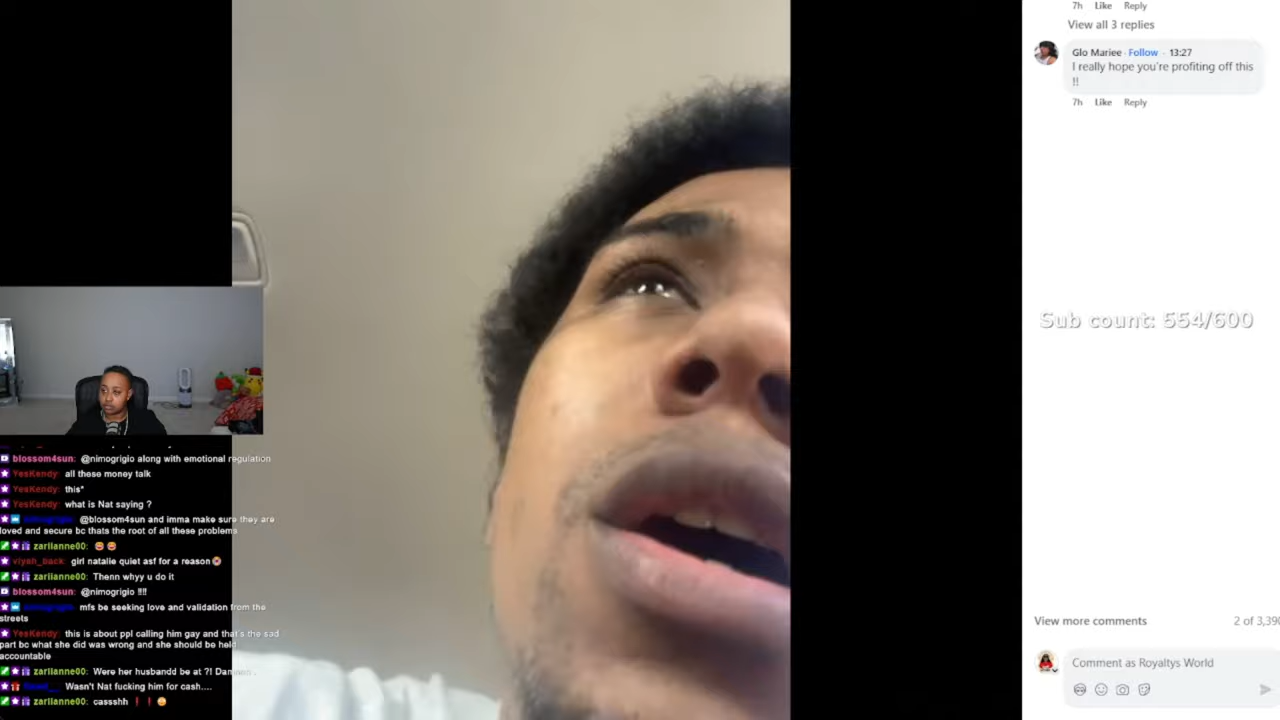 7h Like Reply
View all 3 replies
Glo Mariee · Follow · 13:27
I really hope you're profiting off this
!!
7h Like Reply
Sub count: 554/600
View more comments 2 of 3,390
Comment as Royaltys World
blossom4sun: @nimogrigio along with emotional regulation
YesKendy: all these money talk
YesKendy: this*
YesKendy: what is Nat saying ?
nimogrigio: @blossom4sun and imma make sure they are
loved and secure bc thats the root of all these problems
zarlianne00: 
viyah_back: girl natalie quiet asf for a reason
zarlianne00: Thenn whyy u do it
blossom4sun: @nimogrigio !!!!
nimogrigio: mfs be seeking love and validation from the
streets
YesKendy: this is about ppl calling him gay and that's the sad
part bc what she did was wrong and she should be held
accountable
zarlianne00: Were her husbandd be at ?! Damnnn .
Wasn't Nat fucking him for cash....
zarlianne00: cassshh ❗❗